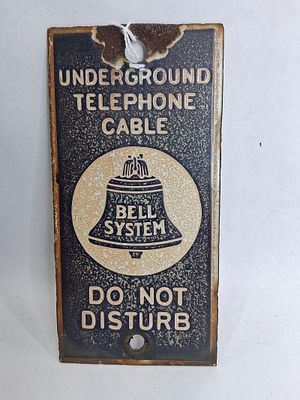 UNDERGROUND
TELEPHONE
CABLE
BELL
SYSTEM
DO NOT
DISTURB